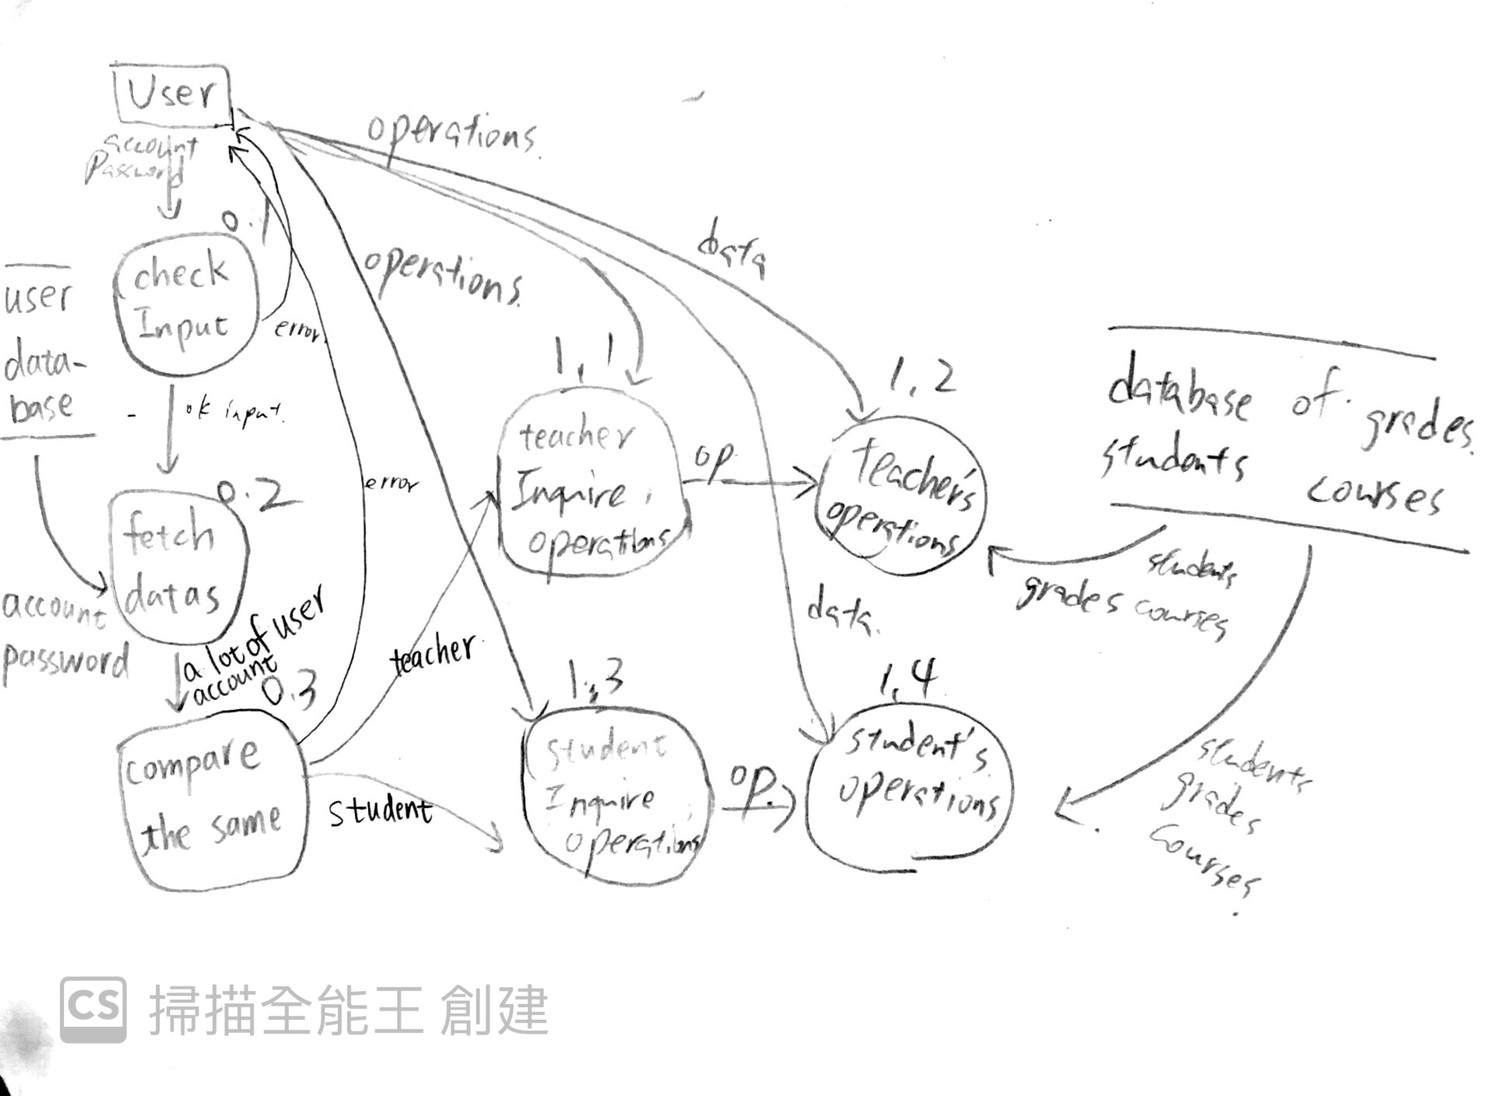 User
account
Password
operations.
0.1
check
Input
error.
operations.
data
user
data-
base
ok input.
1,1
teacher
Inquire
operations
op
1,2
teacher's
operations
database of grades
students courses
0.2
fetch
datas
error
account
password
a lot of user
account
0.3
teacher
data.
students
grades courses
compare
the same
student
1,3
student
Inquire
operations
op.
1,4
student's
operations
students
grades
courses
CS 掃描全能王 創建